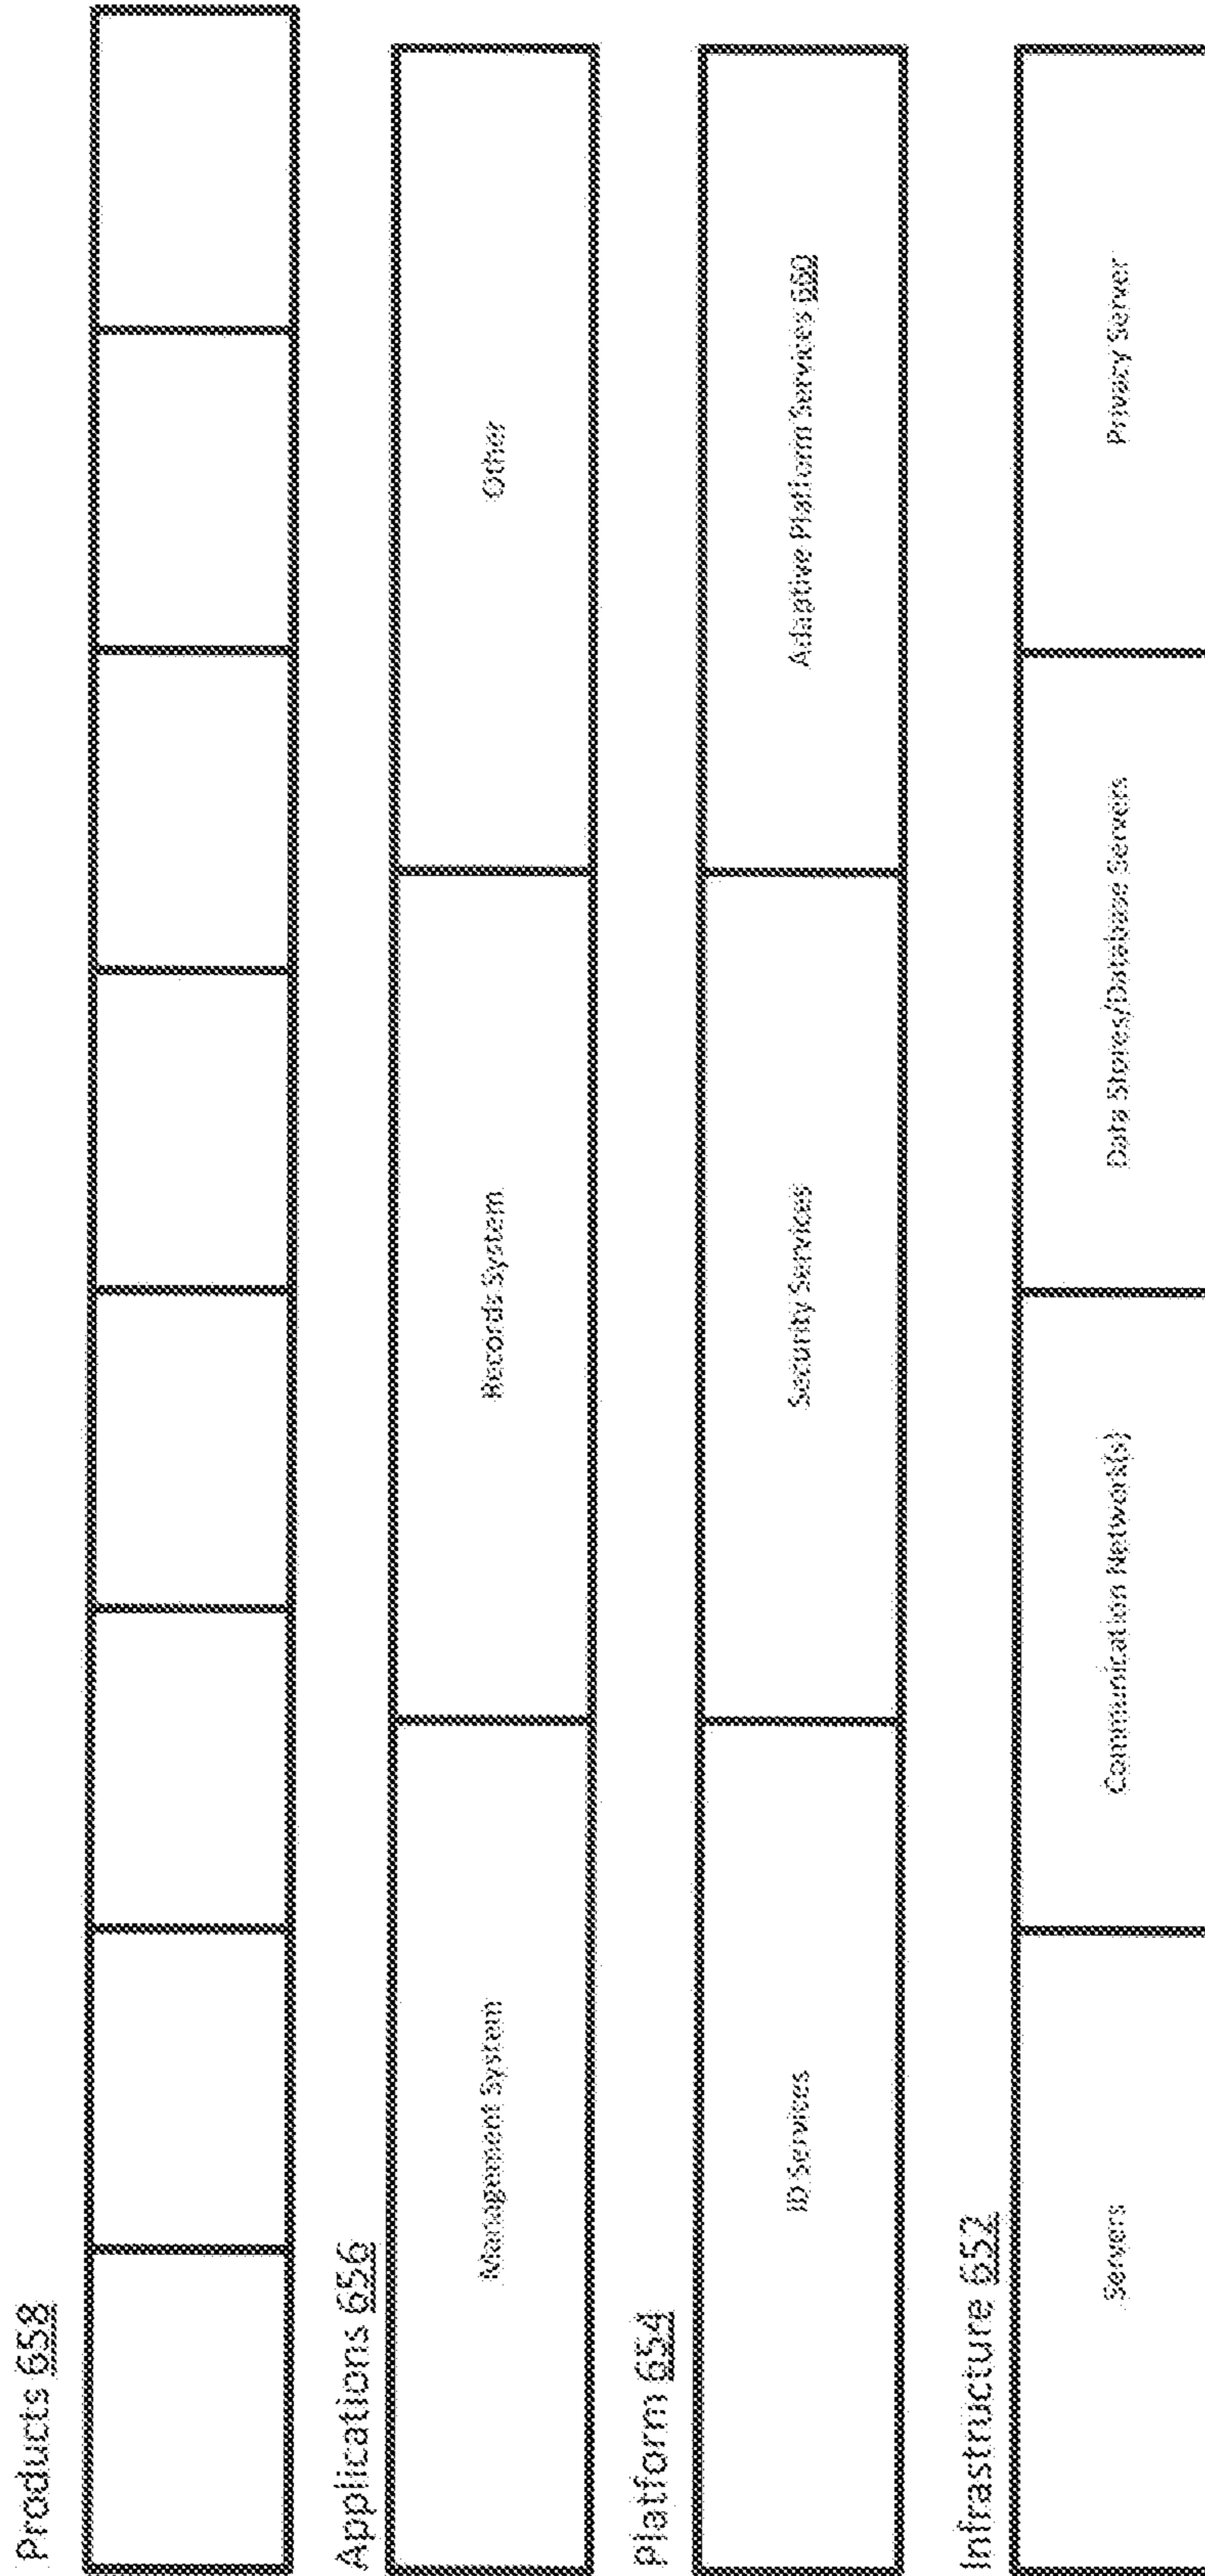 Products 658
Applications 656
Management System
Records System
Other
Platform 654
ID Services
Security Services
Adaptive Platform Services 660
Infrastructure 652
Servers
Communication Network(s)
Data Stores/Database Servers
Privacy Server